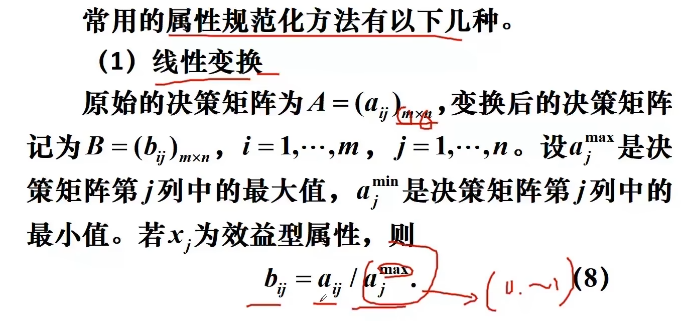 常用的属性规范化方法有以下几种。
（1）线性变换
原始的决策矩阵为 A = (a_{ij})_{m×n}，变换后的决策矩阵
记为 B = (b_{ij})_{m×n}，i = 1,⋯,m，j = 1,⋯,n。设 a_j^{max} 是决
策矩阵第 j 列中的最大值，a_j^{min} 是决策矩阵第 j 列中的
最小值。若 x_j 为效益型属性，则
b_{ij} = a_{ij} / a_j^{max}. (0.~1) (8)